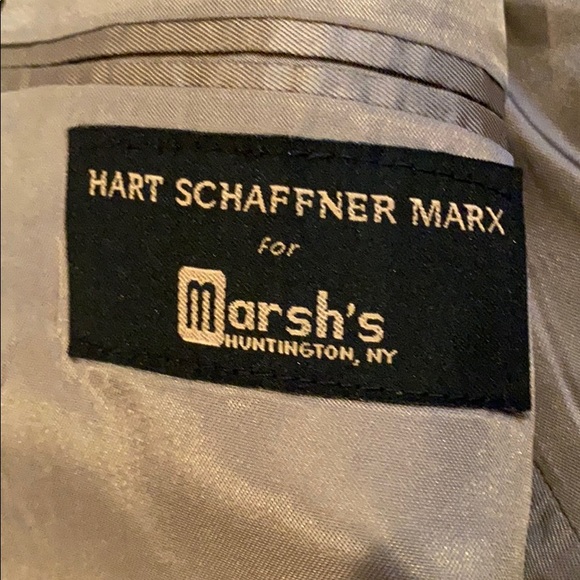 HART SCHAFFNER MARX
for
Marsh's
HUNTINGTON, NY